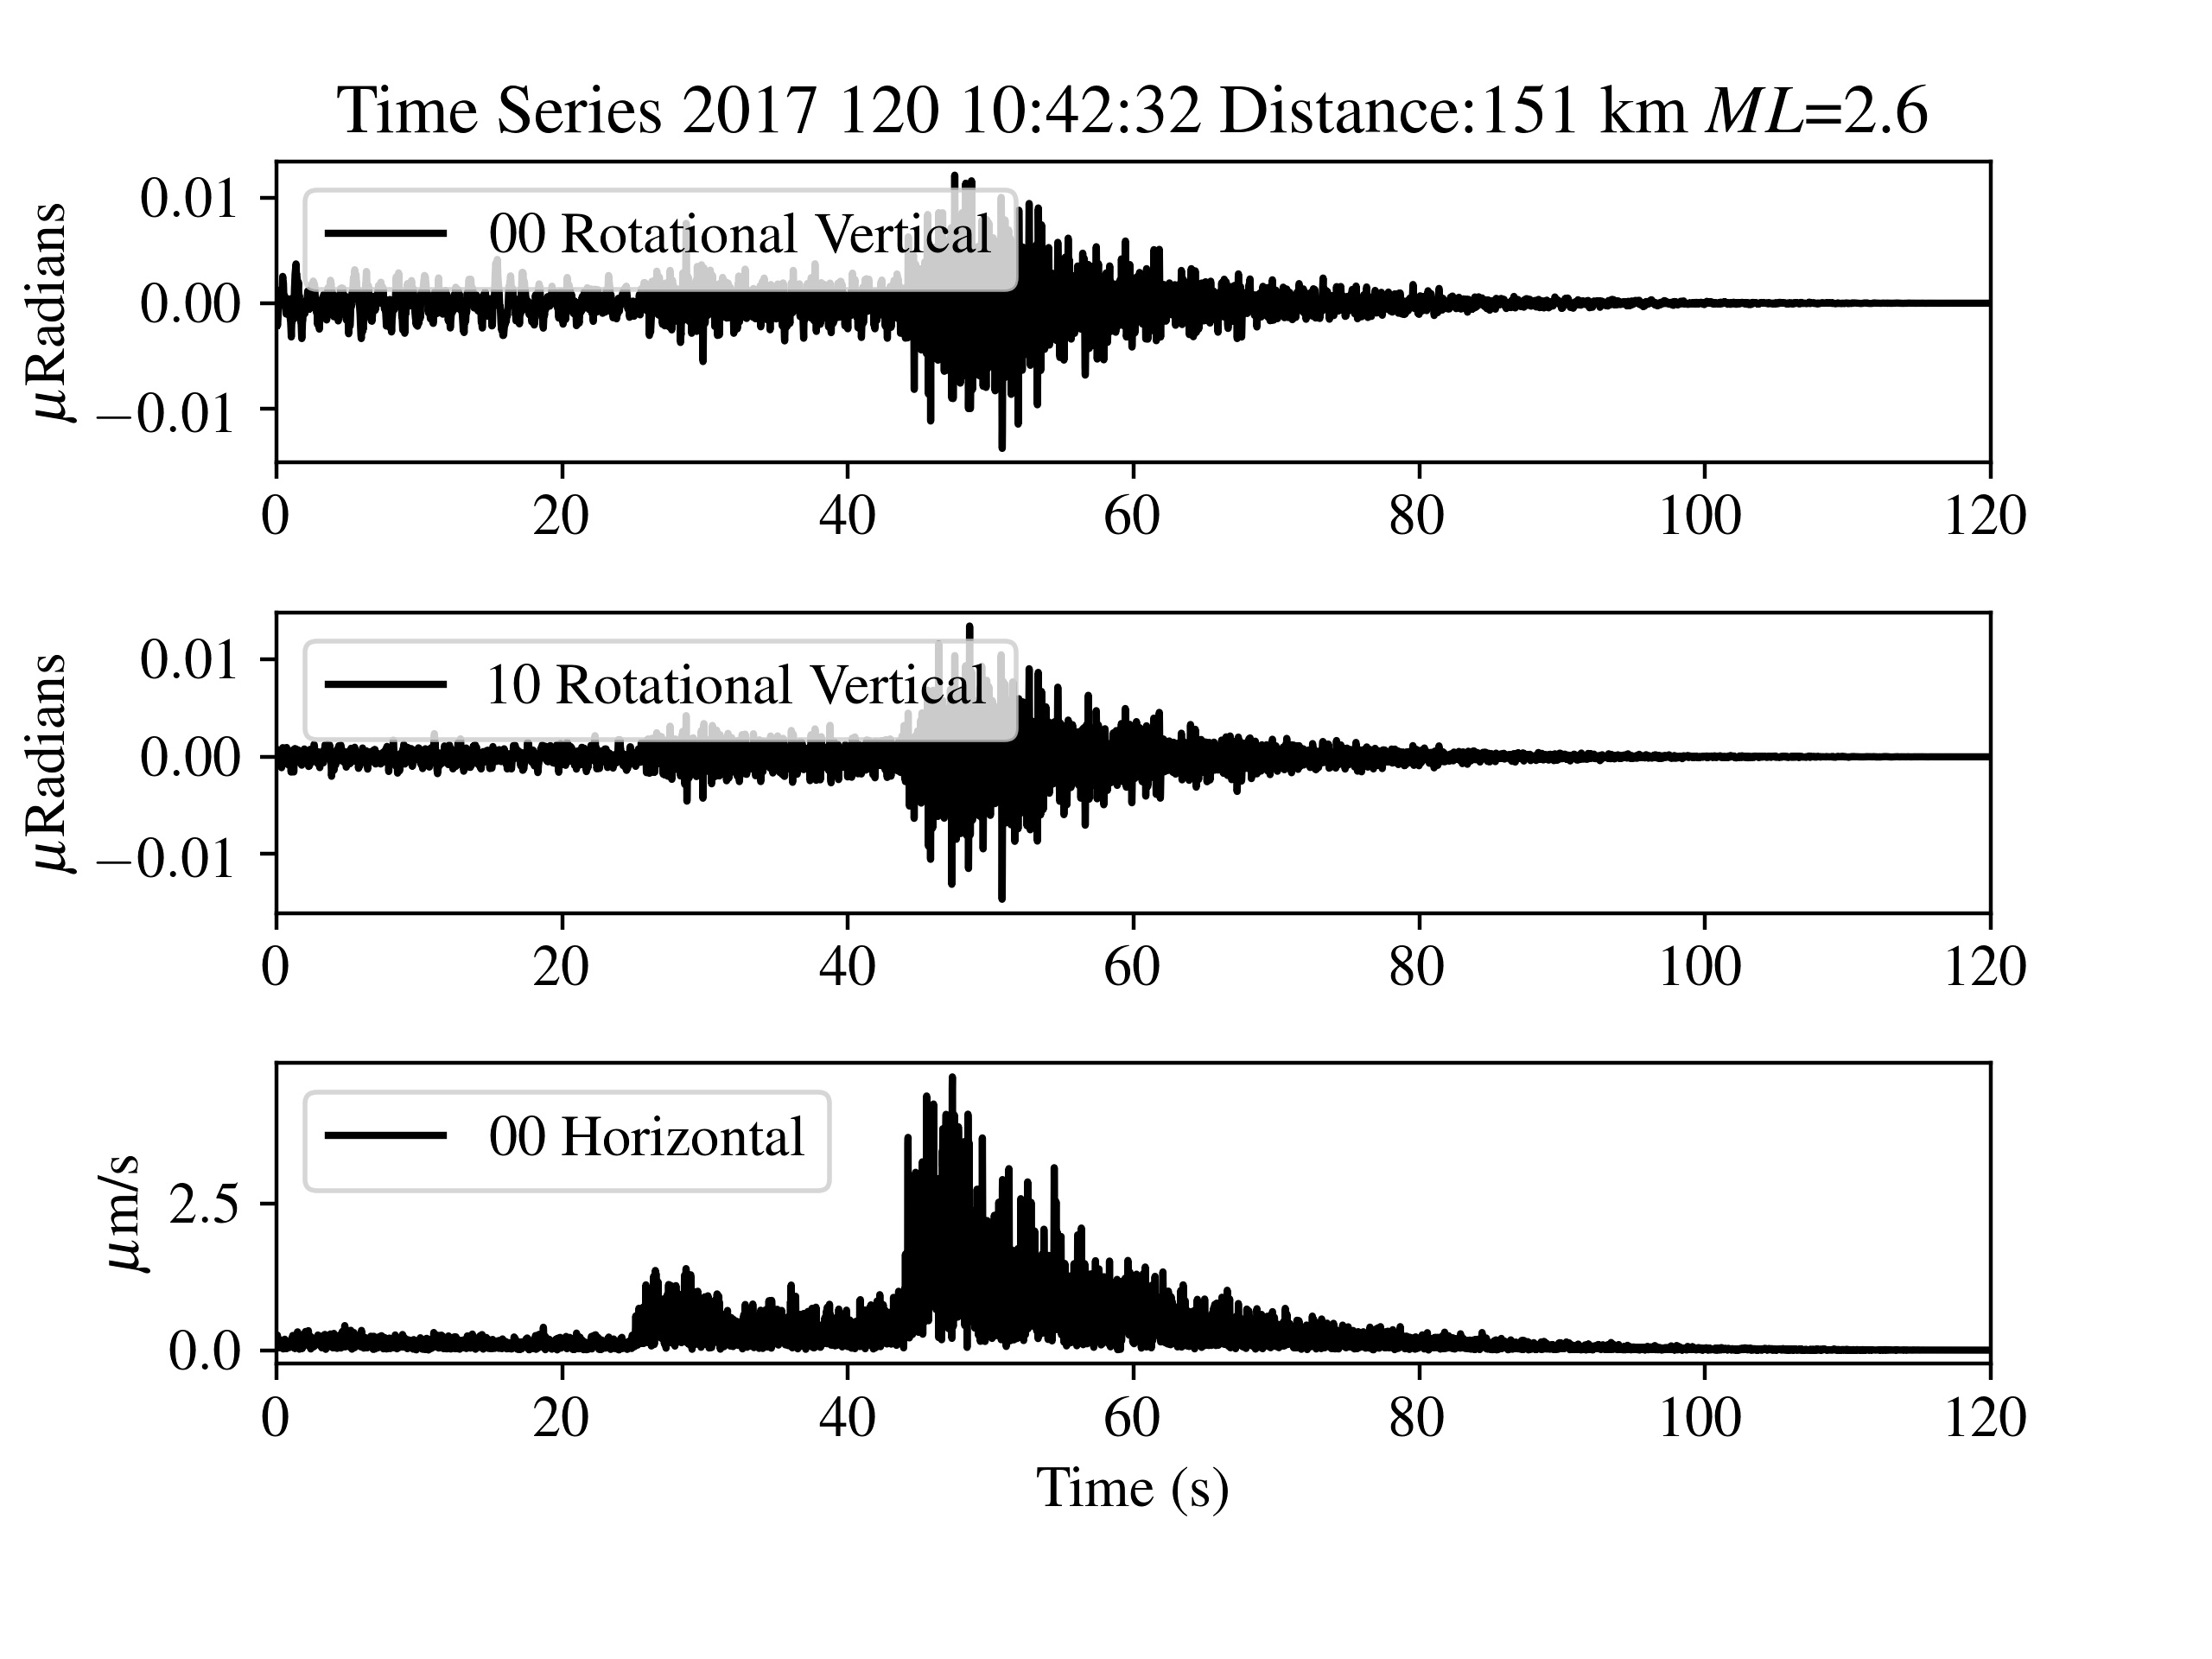 Time Series 2017 120 10:42:32 Distance:151 km ML=2.6
μRadians
0.01
0.00
−0.01
00 Rotational Vertical
0 20 40 60 80 100 120
μRadians
0.01
0.00
−0.01
10 Rotational Vertical
0 20 40 60 80 100 120
μm/s
2.5
0.0
00 Horizontal
0 20 40 60 80 100 120
Time (s)